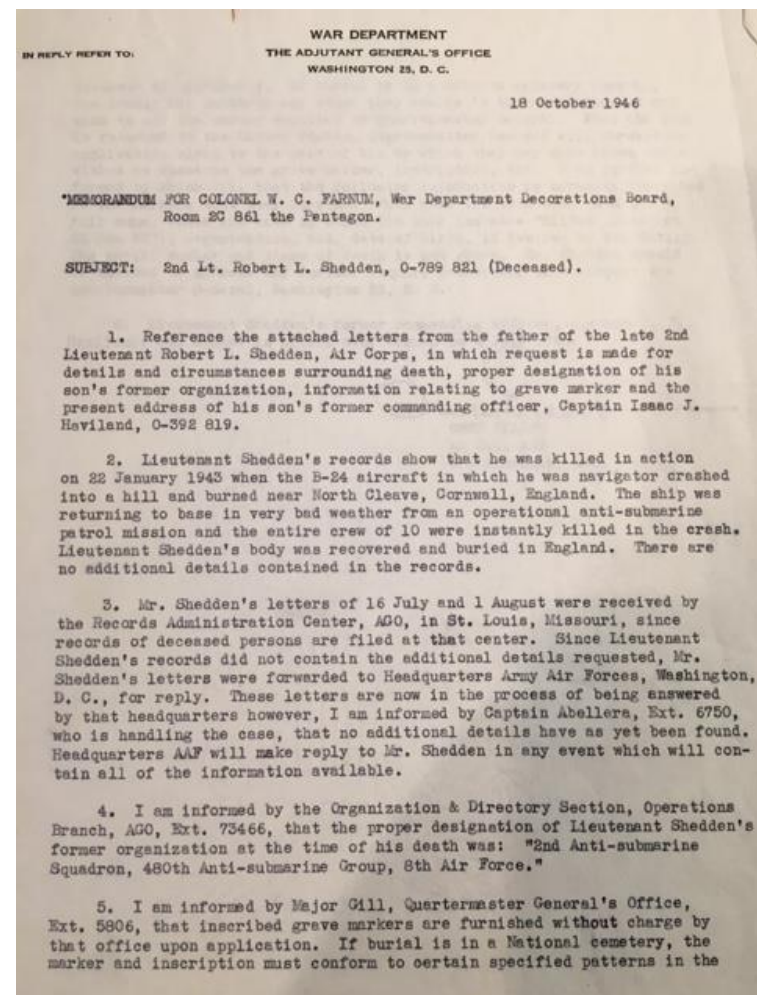 WAR DEPARTMENT
IN REPLY REFER TO: THE ADJUTANT GENERAL'S OFFICE
WASHINGTON 25, D. C.
18 October 1946
"MEMORANDUM FOR COLONEL W. C. FARNUM, War Department Decorations Board,
Room 2C 861 the Pentagon.
SUBJECT: 2nd Lt. Robert L. Shedden, O-789 821 (Deceased).
1. Reference the attached letters from the father of the late 2nd
Lieutenant Robert L. Shedden, Air Corps, in which request is made for
details and circumstances surrounding death, proper designation of his
son's former organization, information relating to grave marker and the
present address of his son's former commanding officer, Captain Isaac J.
Haviland, O-392 819.
2. Lieutenant Shedden's records show that he was killed in action
on 22 January 1943 when the B-24 aircraft in which he was navigator crashed
into a hill and burned near North Cleave, Cornwall, England. The ship was
returning to base in very bad weather from an operational anti-submarine
patrol mission and the entire crew of 10 were instantly killed in the crash.
Lieutenant Shedden's body was recovered and buried in England. There are
no additional details contained in the records.
3. Mr. Shedden's letters of 16 July and 1 August were received by
the Records Administration Center, AGO, in St. Louis, Missouri, since
records of deceased persons are filed at that center. Since Lieutenant
Shedden's records did not contain the additional details requested, Mr.
Shedden's letters were forwarded to Headquarters Army Air Forces, Washington,
D. C., for reply. These letters are now in the process of being answered
by that headquarters however, I am informed by Captain Abellera, Ext. 6750,
who is handling the case, that no additional details have as yet been found.
Headquarters AAF will make reply to Mr. Shedden in any event which will con-
tain all of the information available.
4. I am informed by the Organization & Directory Section, Operations
Branch, AGO, Ext. 73466, that the proper designation of Lieutenant Shedden's
former organization at the time of his death was: "2nd Anti-submarine
Squadron, 480th Anti-submarine Group, 8th Air Force."
5. I am informed by Major Gill, Quartermaster General's Office,
Ext. 5806, that inscribed grave markers are furnished without charge by
that office upon application. If burial is in a National cemetery, the
marker and inscription must conform to certain specified patterns in the